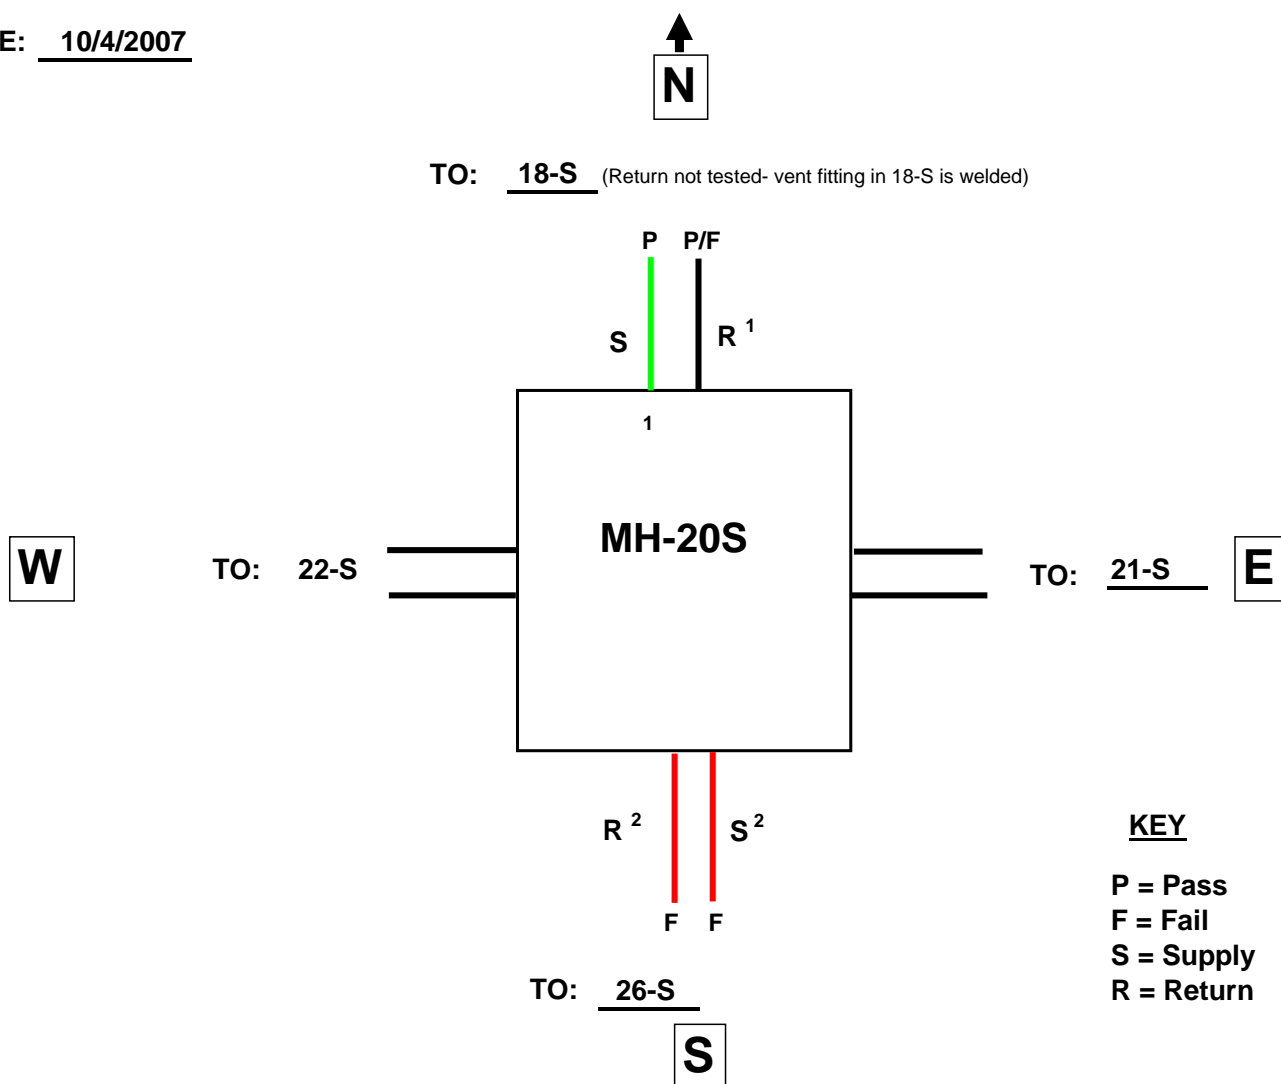 E: 10/4/2007
N
TO: 18-S (Return not tested- vent fitting in 18-S is welded)
P P/F
S R 1
1
MH-20S
W TO: 22-S TO: 21-S E
R 2 S 2
F F
TO: 26-S
S
KEY
P = Pass
F = Fail
S = Supply
R = Return